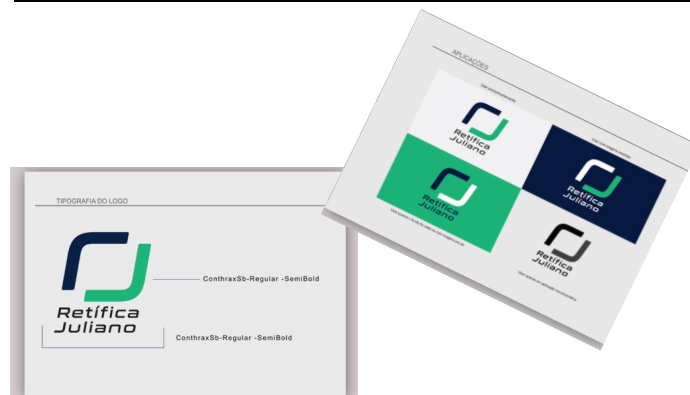 APLICAÇÕES
Retífica
Juliano
Retífica
Juliano
Retífica
Juliano
Retífica
Juliano
TIPOGRAFIA DO LOGO
ConthraxSb-Regular -SemiBold
Retífica
Juliano
ConthraxSb-Regular -SemiBold